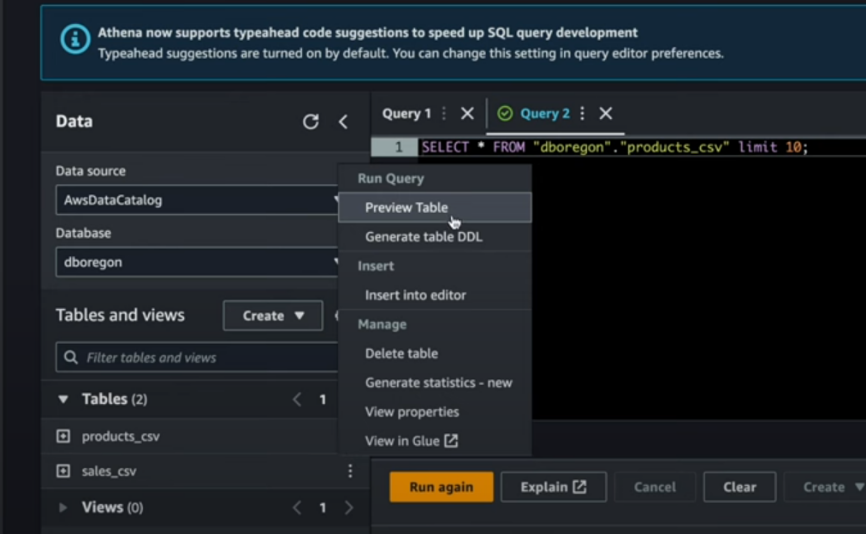 Athena now supports typeahead code suggestions to speed up SQL query development
Typeahead suggestions are turned on by default. You can change this setting in query editor preferences.
Data
Data source
AwsDataCatalog
Database
dboregon
Tables and views
Create
Filter tables and views
Tables (2)
1
products_csv
sales_csv
Views (0)
1
Query 1
Query 2
1 SELECT * FROM "dboregon"."products_csv" limit 10;
Run Query
Preview Table
Generate table DDL
Insert
Insert into editor
Manage
Delete table
Generate statistics - new
View properties
View in Glue
Run again
Explain
Cancel
Clear
Create